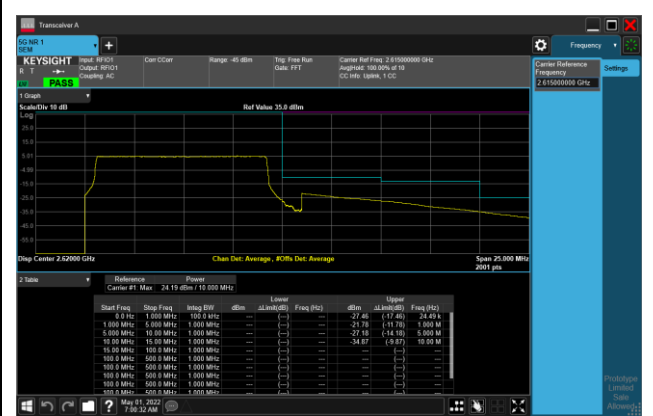 Transceiver A
5G NR 1
SEM
Frequency
KEYSIGHT
R T
PASS
Input: RFIO1
Output: RFIO1
Coupling: AC
Corr CCorr
Range: -40 dBm
Trig: Free Run
Gate: FFT
Carrier Ref Freq: 2.615000000 GHz
Avg|Hold: 100.00% of 10
CC Info: Uplink, 1 CC
Carrier Reference
Frequency
2.615000000 GHz
Settings
1 Graph
Scale/Div 10 dB
Ref Value 35.0 dBm
Log
25.0
15.0
5.01
-4.99
-15.0
-25.0
-35.0
-45.0
-55.0
Disp Center 2.62000 GHz
Chan Det: Average , #Offs Det: Average
Span 25.000 MHz
2001 pts
2 Table
Reference Power
Carrier #1 Max 24.19 dBm / 10.000 MHz
Lower Upper
Start Freq Stop Freq Integ BW dBm ΔLimit(dB) Freq (Hz) dBm ΔLimit(dB) Freq (Hz)
0.0 Hz 1.000 MHz 100.0 kHz --- (---) --- -27.46 (-17.46) 24.49 k
1.000 MHz 5.000 MHz 1.000 MHz --- (---) --- -21.78 (-11.78) 1.000 M
5.000 MHz 10.00 MHz 1.000 MHz --- (---) --- -27.18 (-14.18) 5.000 M
10.00 MHz 15.00 MHz 1.000 MHz --- (---) --- -34.87 (-9.87) 10.00 M
15.00 MHz 100.0 MHz 1.000 MHz --- (---) --- --- (---) ---
100.0 MHz 500.0 MHz 1.000 MHz --- (---) --- --- (---) ---
100.0 MHz 500.0 MHz 1.000 MHz --- (---) --- --- (---) ---
100.0 MHz 500.0 MHz 1.000 MHz --- (---) --- --- (---) ---
100.0 MHz 500.0 MHz 1.000 MHz --- (---) --- --- (---) ---
May 01, 2022
7:00:32 AM
Prototype
Limited
Sale
Allowed